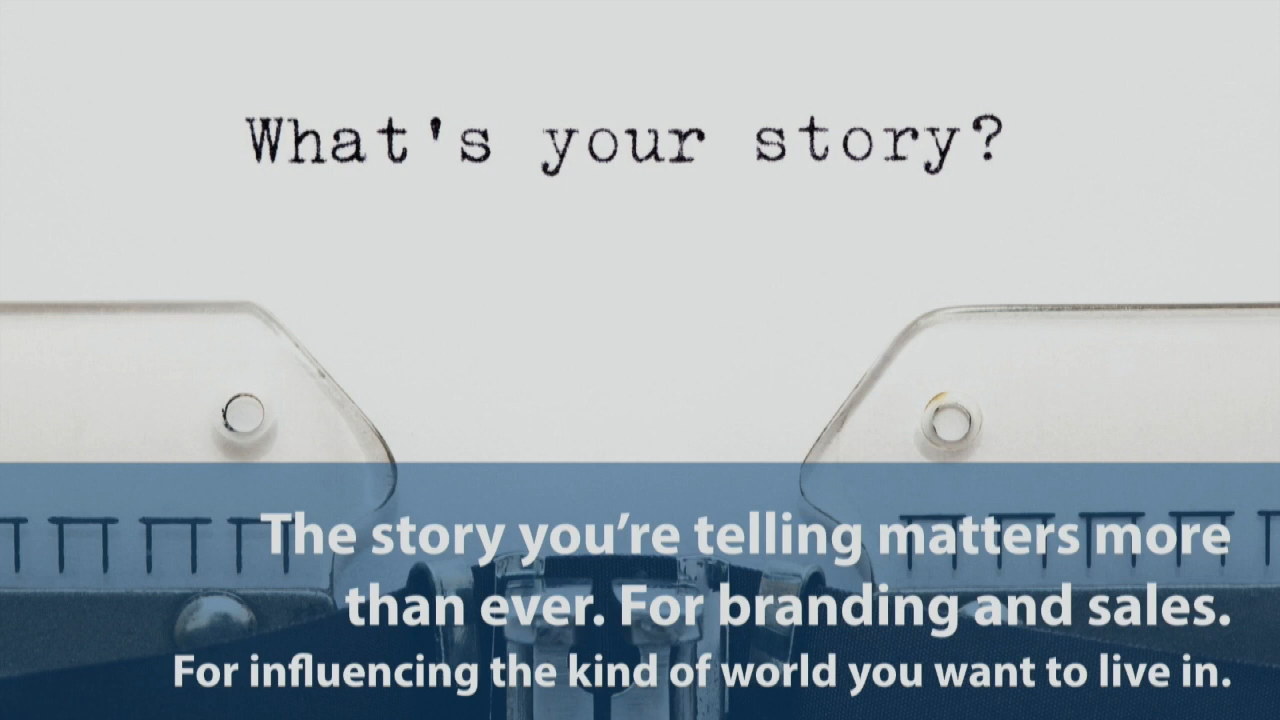 What's your story?
The story you’re telling matters more
than ever. For branding and sales.
For influencing the kind of world you want to live in.